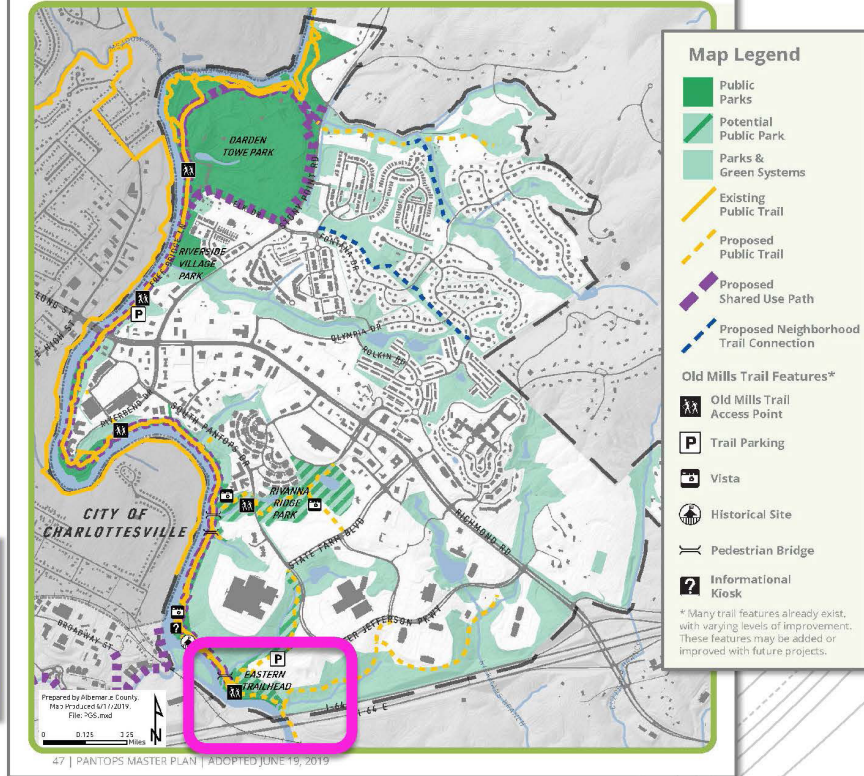 DARDEN
TOWE PARK
RIVERSIDE
VILLAGE
PARK
FONTANA DR
LONG ST
E HIGH ST
OLYMPIA DR
ROLKIN RD
RIVERBEND DR
SOUTH PANTOPS DR
CITY OF
CHARLOTTESVILLE
RIVANNA
RIDGE
PARK
STATE FARM BLVD
RICHMOND RD
BROADWAY ST
EASTERN
TRAILHEAD
I-64 E
Prepared by Albemarle County.
Map Produced 6/17/2019.
File: PGS.mxd
N
0 0.125
Miles
47 | PANTOPS MASTER PLAN | ADOPTED JUNE 19, 2019
Map Legend
Public
Parks
Potential
Public Park
Parks &
Green Systems
Existing
Public Trail
Proposed
Public Trail
Proposed
Shared Use Path
Proposed Neighborhood
Trail Connection
Old Mills Trail Features*
Old Mills Trail
Access Point
P Trail Parking
Vista
Historical Site
Pedestrian Bridge
? Informational
Kiosk
* Many trail features already exist,
with varying levels of improvement.
These features may be added or
improved with future projects.